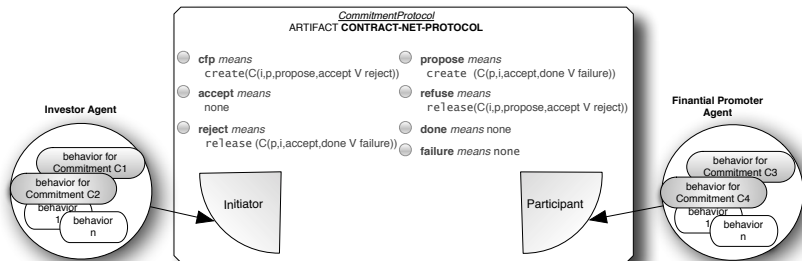 CommitmentProtocol
ARTIFACT CONTRACT-NET-PROTOCOL
cfp means
create(C(i,p,propose,accept V reject))
accept means
none
reject means
release (C(p,i,accept,done V failure))
propose means
create (C(p,i,accept,done V failure))
refuse means
release(C(i,p,propose,accept V reject))
done means none
failure means none
Investor Agent
behavior for
Commitment C1
behavior for
Commitment C2
behavior
1
behavior
n
Initiator
Participant
Finantial Promoter
Agent
behavior for
Commitment C3
behavior for
Commitment C4
behavior
1
behavior
n